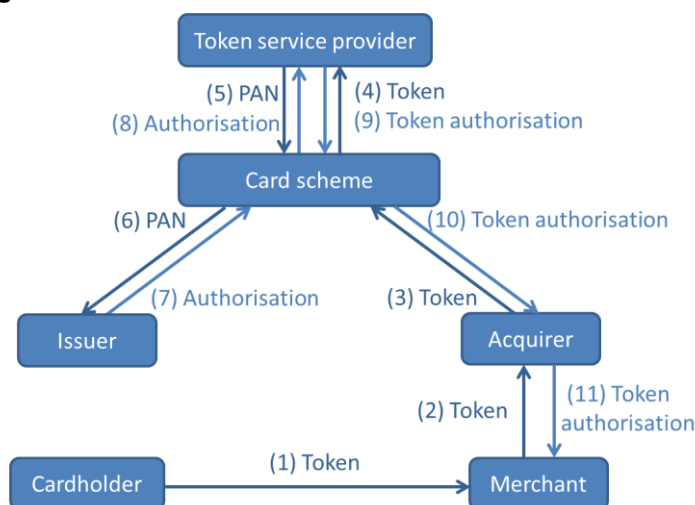 Token service provider
(5) PAN
(4) Token
(8) Authorisation
(9) Token authorisation
Card scheme
(6) PAN
(10) Token authorisation
(7) Authorisation
(3) Token
Issuer
Acquirer
(2) Token
(11) Token
authorisation
(1) Token
Cardholder
Merchant